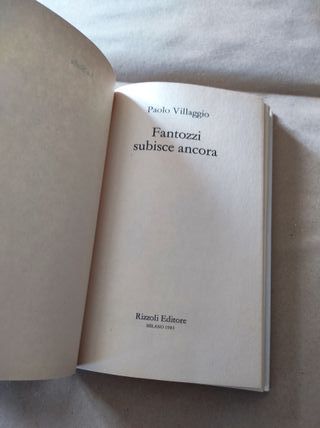 Paolo Villaggio
Fantozzi
subisce ancora
Rizzoli Editore
MILANO 1983